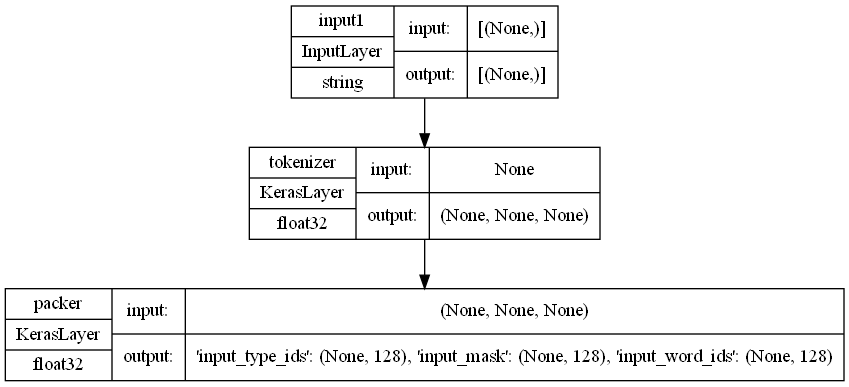 input1
InputLayer
string
input:
[(None,)]
output:
[(None,)]
tokenizer
KerasLayer
float32
input:
None
output:
(None, None, None)
packer
KerasLayer
float32
input:
(None, None, None)
output:
'input_type_ids': (None, 128), 'input_mask': (None, 128), 'input_word_ids': (None, 128)